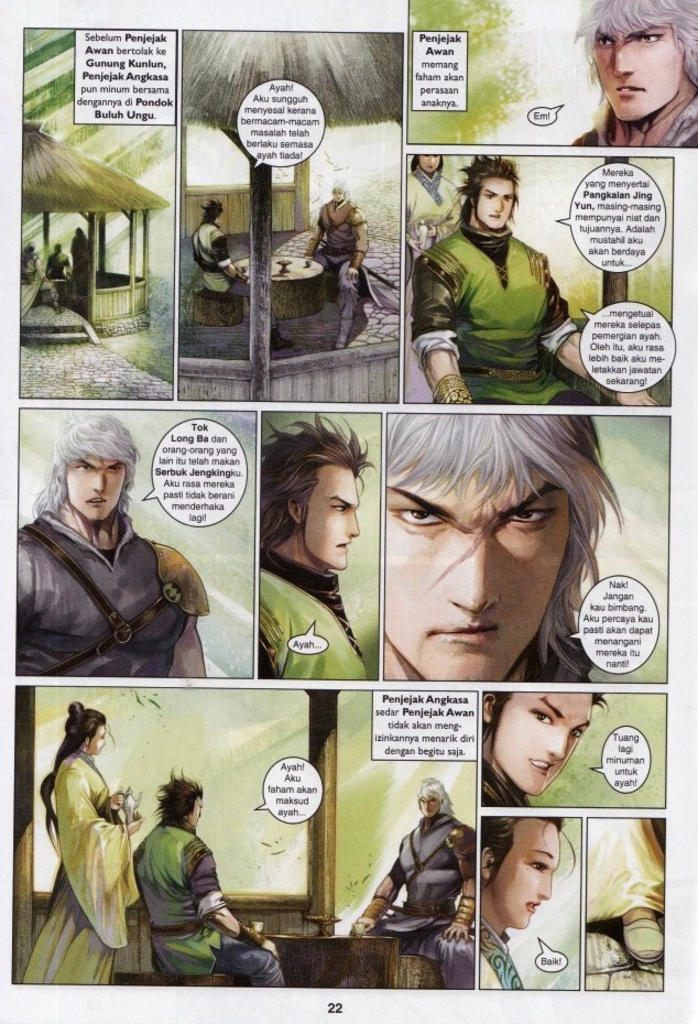 Sebelum Penjejak
Awan bertolak ke
Gunung Kunlun,
Penjejak Angkasa
pun minum bersama
dengannya di Pondok
Buluh Ungu.
Ayah!
Aku sungguh
menyesal kerana
bermacam-macam
masalah telah
berlaku semasa
ayah tiada!
Penjejak
Awan
memang
faham akan
perasaan
anaknya.
Em!
Mereka
yang menyertai
Pangkalan Jing
Yun, masing-masing
mempunyai niat dan
tujuannya. Adalah
mustahil aku
berdaya
untuk...
...mengetuai
mereka selepas
pemergian ayah.
Oleh itu, aku rasa
lebih baik aku me-
letakkan jawatan
sekarang!
Tok
Long Ba dan
orang-orang yang
lain itu telah makan
Serbuk Jengkingku.
Aku rasa mereka
pasti tidak berani
menderhaka
lagi!
Ayah...
Nak!
Jangan
kau bimbang.
Aku percaya kau
pasti akan dapat
menangani
mereka itu
nanti!
Ayah!
Aku
faham akan
maksud
ayah...
Penjejak Angkasa
sedar Penjejak Awan
tidak akan meng-
izinkannya menarik diri
dengan begitu saja.
Tuang
lagi
minuman
untuk
ayah!
Baik!
22